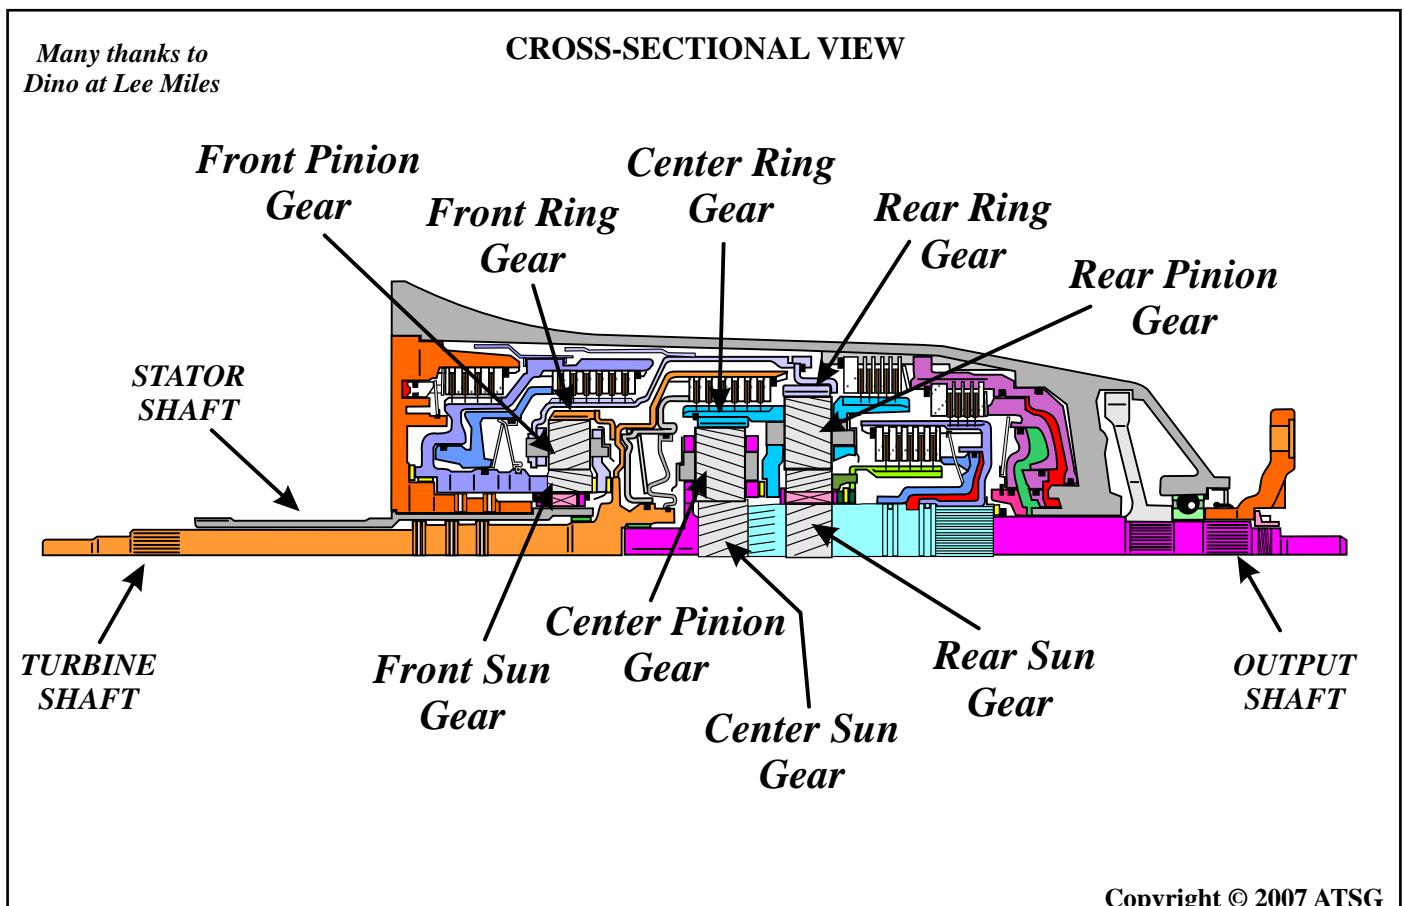 Many thanks to
Dino at Lee Miles
CROSS-SECTIONAL VIEW
Front Pinion
Gear
Center Ring
Gear
Front Ring
Gear
Rear Ring
Gear
Rear Pinion
Gear
STATOR
SHAFT
TURBINE
SHAFT
Front Sun
Gear
Center Pinion
Gear
Center Sun
Gear
Rear Sun
Gear
OUTPUT
SHAFT
Copyright © 2007 ATSG